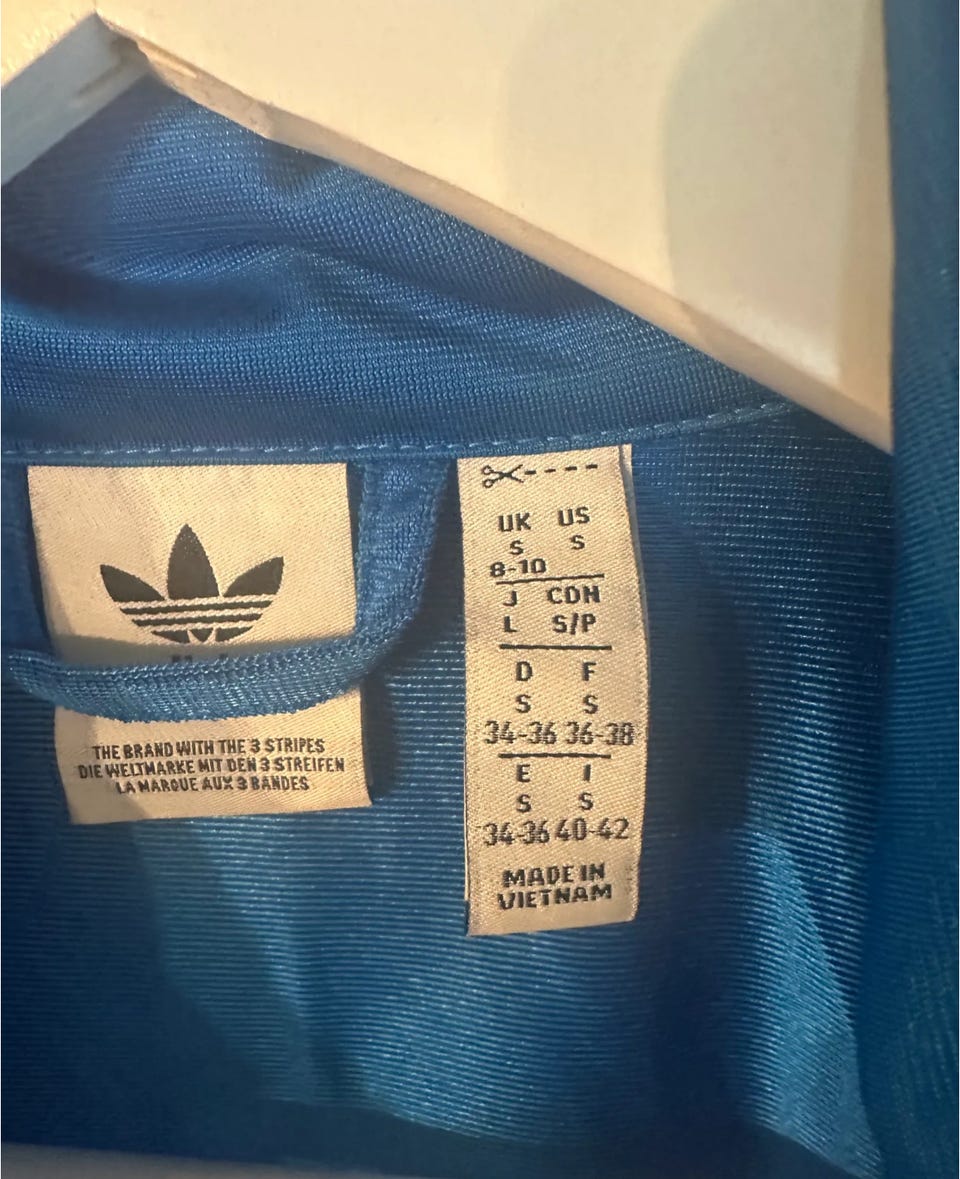 THE BRAND WITH THE 3 STRIPES
DIE WELTMARKE MIT DEN 3 STREIFEN
LA MARQUE AUX 3 BANDES
UK US
S S
8-10
J CDN
L S/P
D F
S S
34-36 36-38
E I
S S
34-36 40-42
MADE IN
VIETNAM